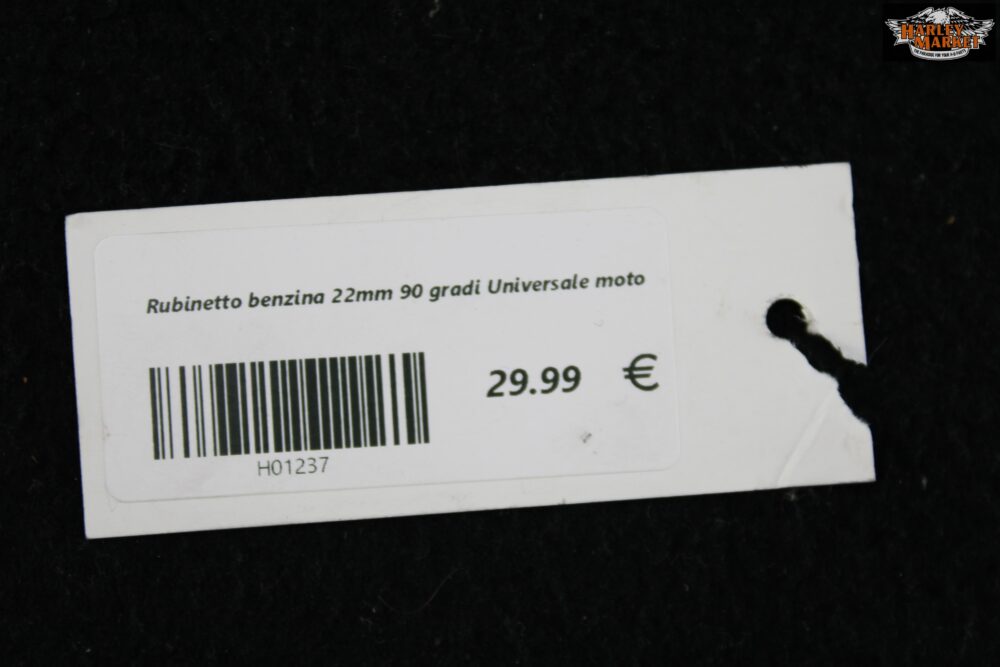 HARLEY
MARKET
Rubinetto benzina 22mm 90 gradi Universale moto
29.99 €
H01237